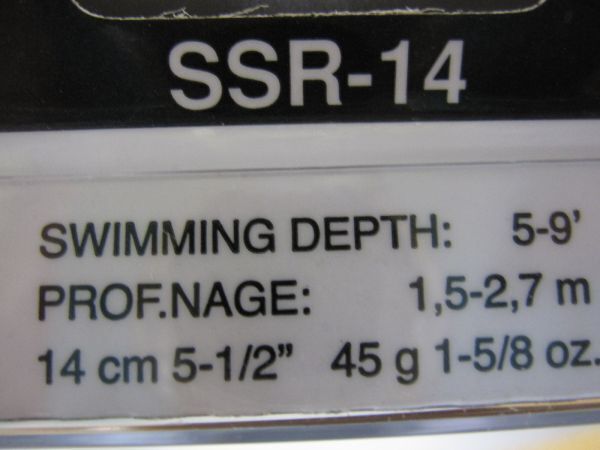 SSR-14
SWIMMING DEPTH: 5-9'
PROF.NAGE: 1,5-2,7 m
14 cm 5-1/2” 45 g 1-5/8 oz.